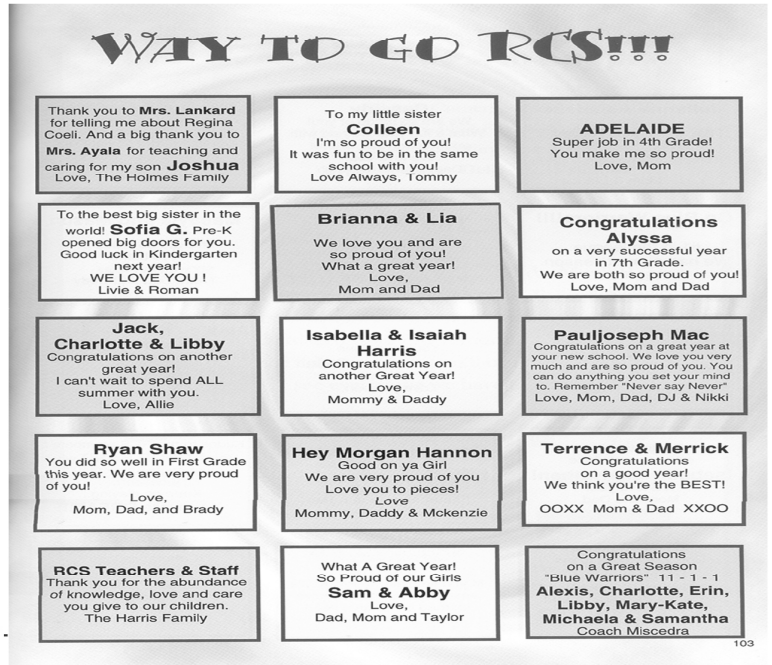 WAY TO GO RCS!!!
Thank you to Mrs. Lankard
for telling me about Regina
Coeli. And a big thank you to
Mrs. Ayala for teaching and
caring for my son Joshua
Love, The Holmes Family
To my little sister
Colleen
I'm so proud of you!
It was fun to be in the same
school with you!
Love Always, Tommy
ADELAIDE
Super job in 4th Grade!
You make me so proud!
Love, Mom
To the best big sister in the
world! Sofia G. Pre-K
opened big doors for you.
Good luck in Kindergarten
next year!
WE LOVE YOU !
Livie & Roman
Brianna & Lia
We love you and are
so proud of you!
What a great year!
Love,
Mom and Dad
Congratulations
Alyssa
on a very successful year
in 7th Grade.
We are both so proud of you!
Love, Mom and Dad
Jack,
Charlotte & Libby
Congratulations on another
great year!
I can't wait to spend ALL
summer with you.
Love, Allie
Isabella & Isaiah
Harris
Congratulations on
another Great Year!
Love,
Mommy & Daddy
Pauljoseph Mac
Congratulations on a great year at
your new school. We love you very
much and are so proud of you. You
can do anything you set your mind
to. Remember "Never say Never"
Love, Mom, Dad, DJ & Nikki
Ryan Shaw
You did so well in First Grade
this year. We are very proud
of you!
Love,
Mom, Dad, and Brady
Hey Morgan Hannon
Good on ya Girl
We are very proud of you
Love you to pieces!
Love
Mommy, Daddy & Mckenzie
Terrence & Merrick
Congratulations
on a good year!
We think you're the BEST!
Love,
OOXX Mom & Dad XXOO
RCS Teachers & Staff
Thank you for the abundance
of knowledge, love and care
you give to our children.
The Harris Family
What A Great Year!
So Proud of our Girls
Sam & Abby
Love,
Dad, Mom and Taylor
Congratulations
on a Great Season
"Blue Warriors" 11 - 1 - 1
Alexis, Charlotte, Erin,
Libby, Mary-Kate,
Michaela & Samantha
Coach Miscedra
103